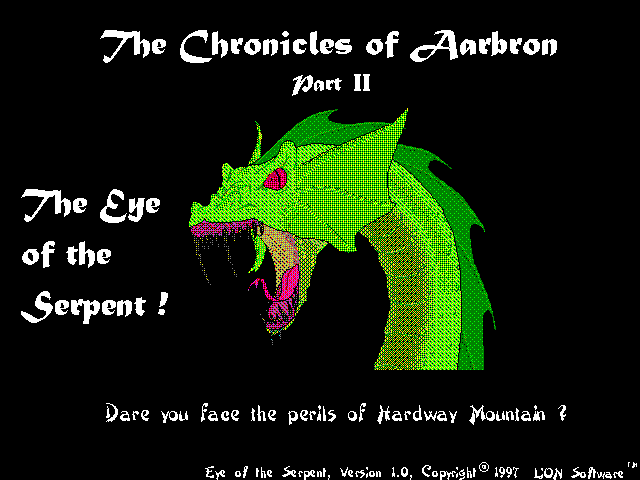 The Chronicles of Aarbron
Part II
The Eye
of the
Serpent !
Dare you face the perils of Hardway Mountain ?
Eye of the Serpent, Version 1.0, Copyright® 1997 L'ON Software™